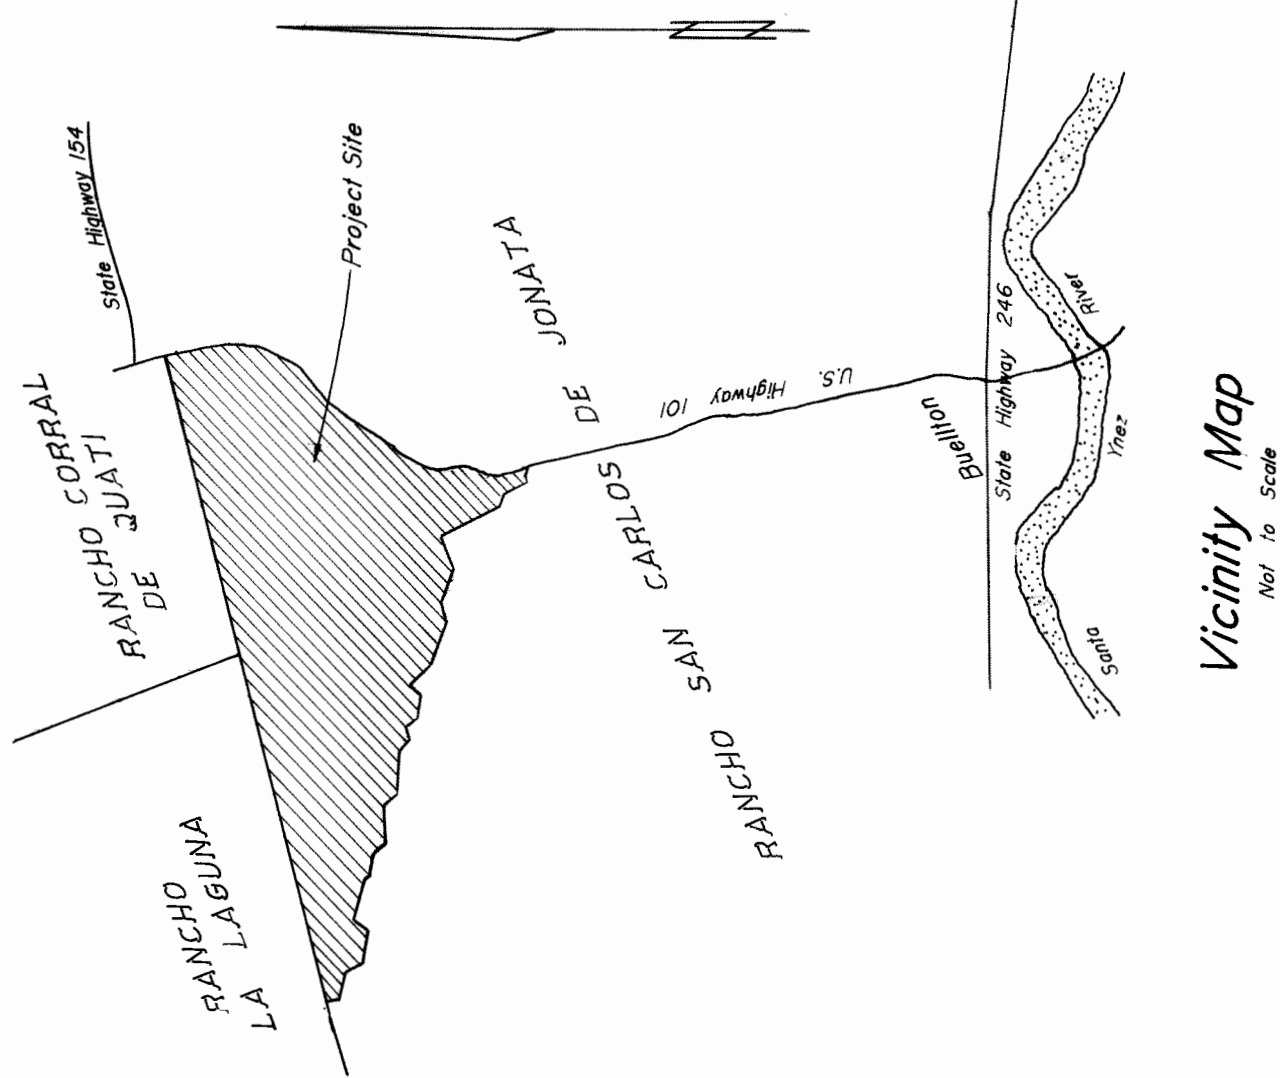 State Highway 154
Project Site
RANCHO CORRAL
DE QUATI
RANCHO
LA LAGUNA
RANCHO SAN CARLOS DE JONATA
U.S. Highway 101
Buellton
State Highway 246
Santa Ynez River
Vicinity Map
Not to Scale
N